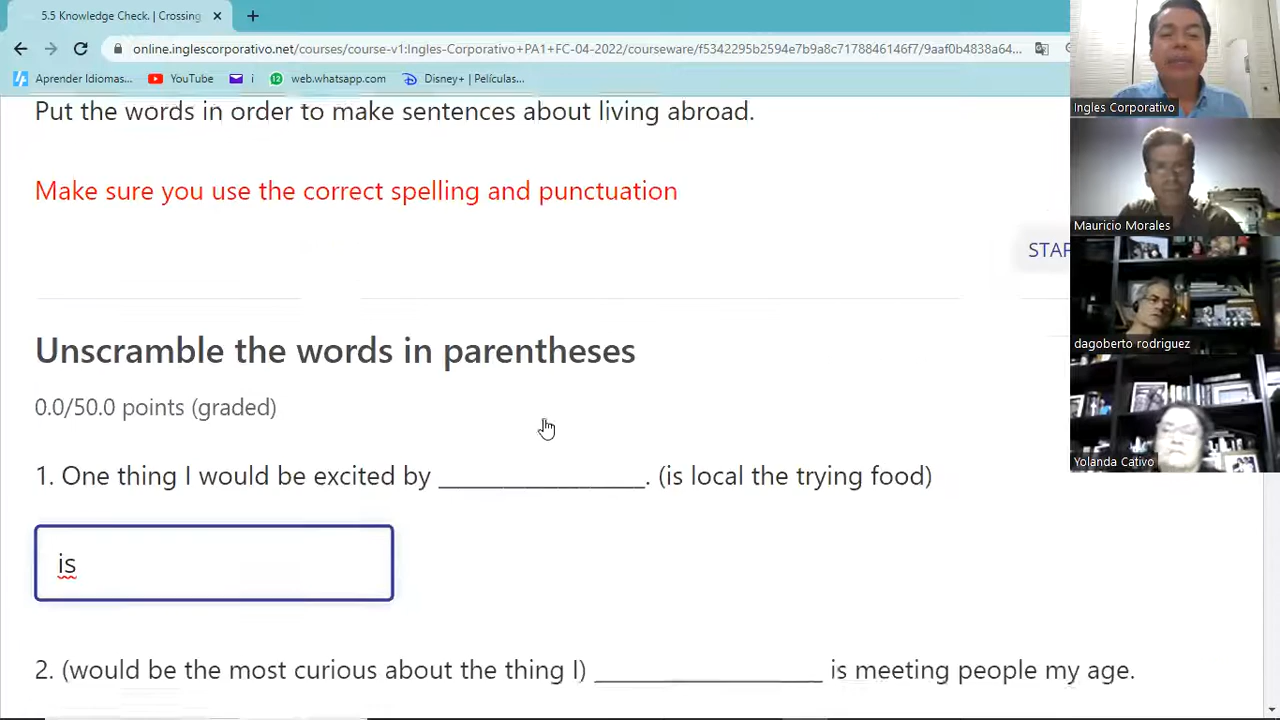 5.5 Knowledge Check. | Crossing
online.inglescorporativo.net/courses/course-v1:Ingles-Corporativo+PA1+FC-04-2022/courseware/f5342295b2594e7b9a8c7178846146f7/9aaf0b4838a64...
Aprender Idiomas... YouTube i web.whatsapp.com Disney+ | Películas...
Put the words in order to make sentences about living abroad.
Make sure you use the correct spelling and punctuation
STAF
Unscramble the words in parentheses
0.0/50.0 points (graded)
1. One thing I would be excited by ________________. (is local the trying food)
is
2. (would be the most curious about the thing I) __________________ is meeting people my age.
Ingles Corporativo
Mauricio Morales
dagoberto rodriguez
Yolanda Cativo